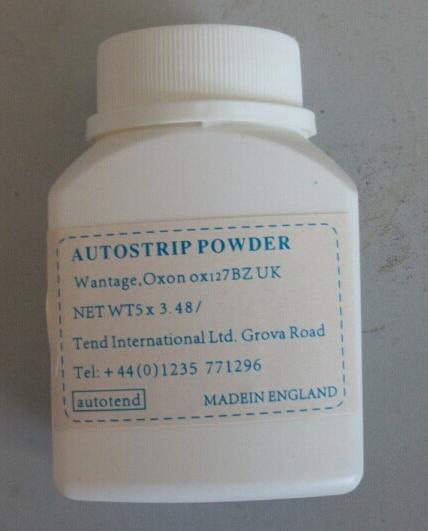 AUTOSTRIP POWDER
Wantage,Oxon ox127BZ UK
NET WT5 x 3.48/
Tend International Ltd. Grova Road
Tel: +44(0)1235 771296
autotend MADEIN ENGLAND